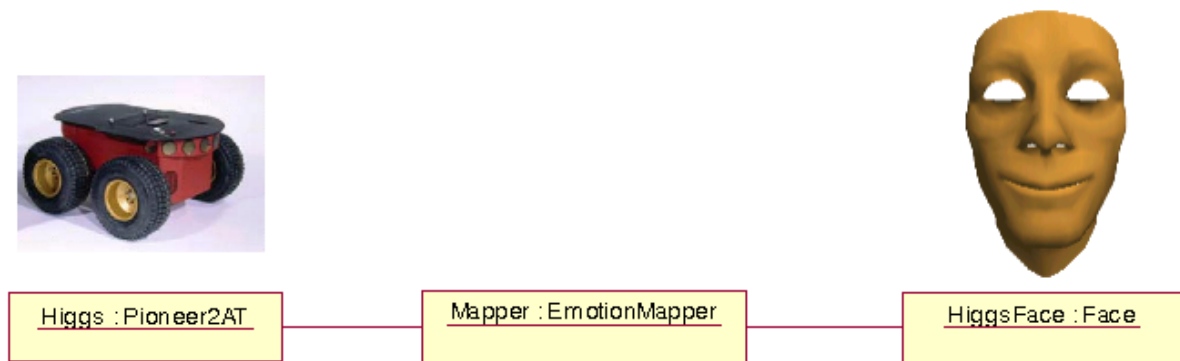 Higgs : Pioneer2AT
Mapper : EmotionMapper
HiggsFace : Face